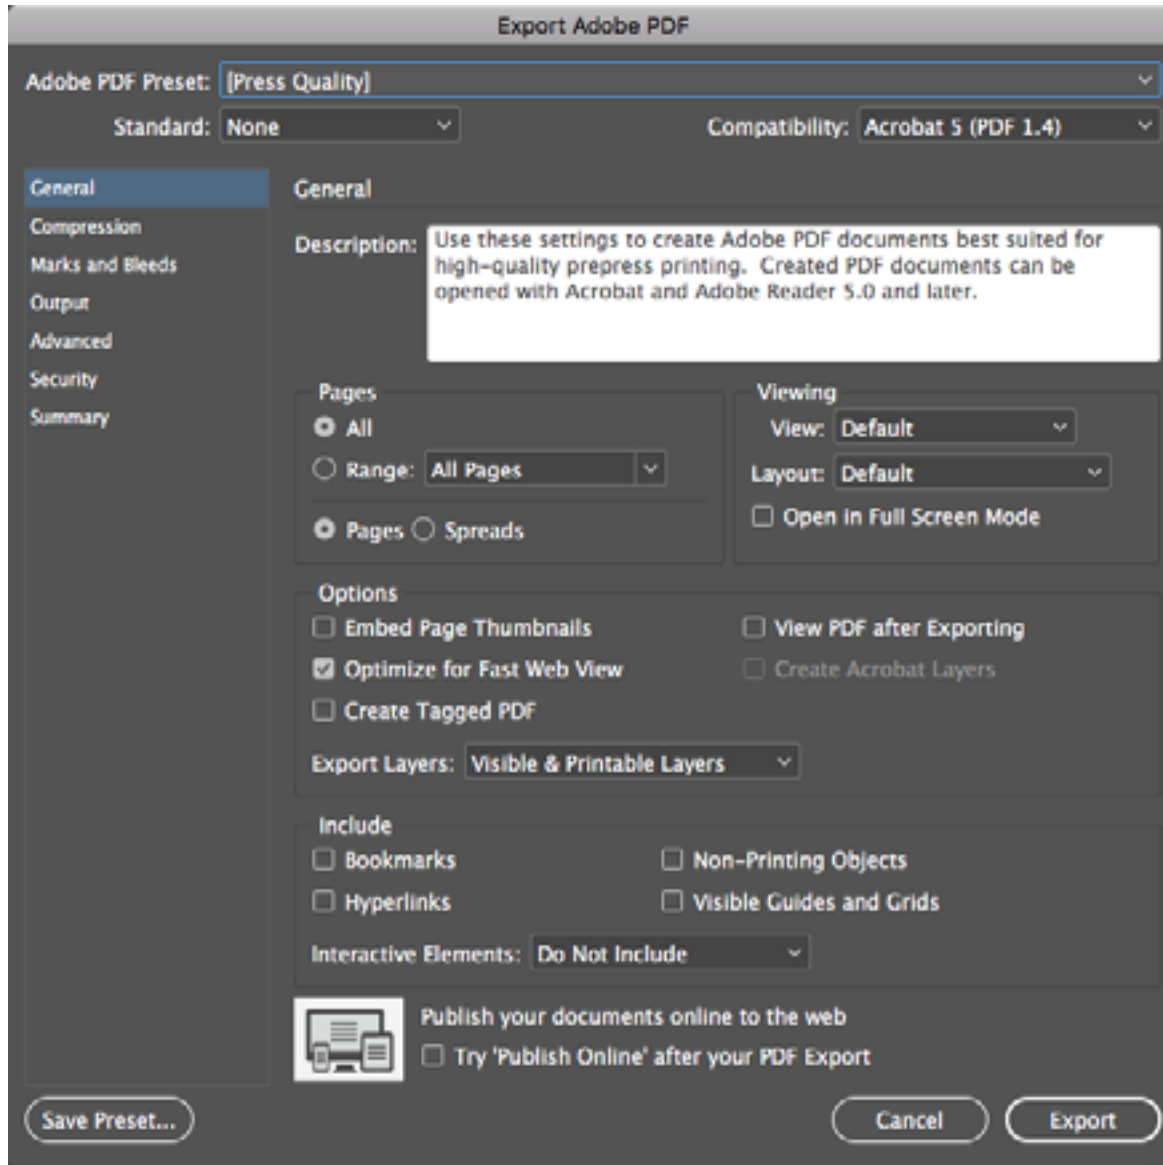 Export Adobe PDF
Adobe PDF Preset: [Press Quality]
Standard: None Compatibility: Acrobat 5 (PDF 1.4)
General
Compression
Marks and Bleeds
Output
Advanced
Security
Summary
General
Description: Use these settings to create Adobe PDF documents best suited for
high-quality prepress printing. Created PDF documents can be
opened with Acrobat and Adobe Reader 5.0 and later.
Pages
All
Range: All Pages
Pages Spreads
Viewing
View: Default
Layout: Default
Open in Full Screen Mode
Options
Embed Page Thumbnails View PDF after Exporting
Optimize for Fast Web View Create Acrobat Layers
Create Tagged PDF
Export Layers: Visible & Printable Layers
Include
Bookmarks Non-Printing Objects
Hyperlinks Visible Guides and Grids
Interactive Elements: Do Not Include
Publish your documents online to the web
Try 'Publish Online' after your PDF Export
Save Preset... Cancel Export